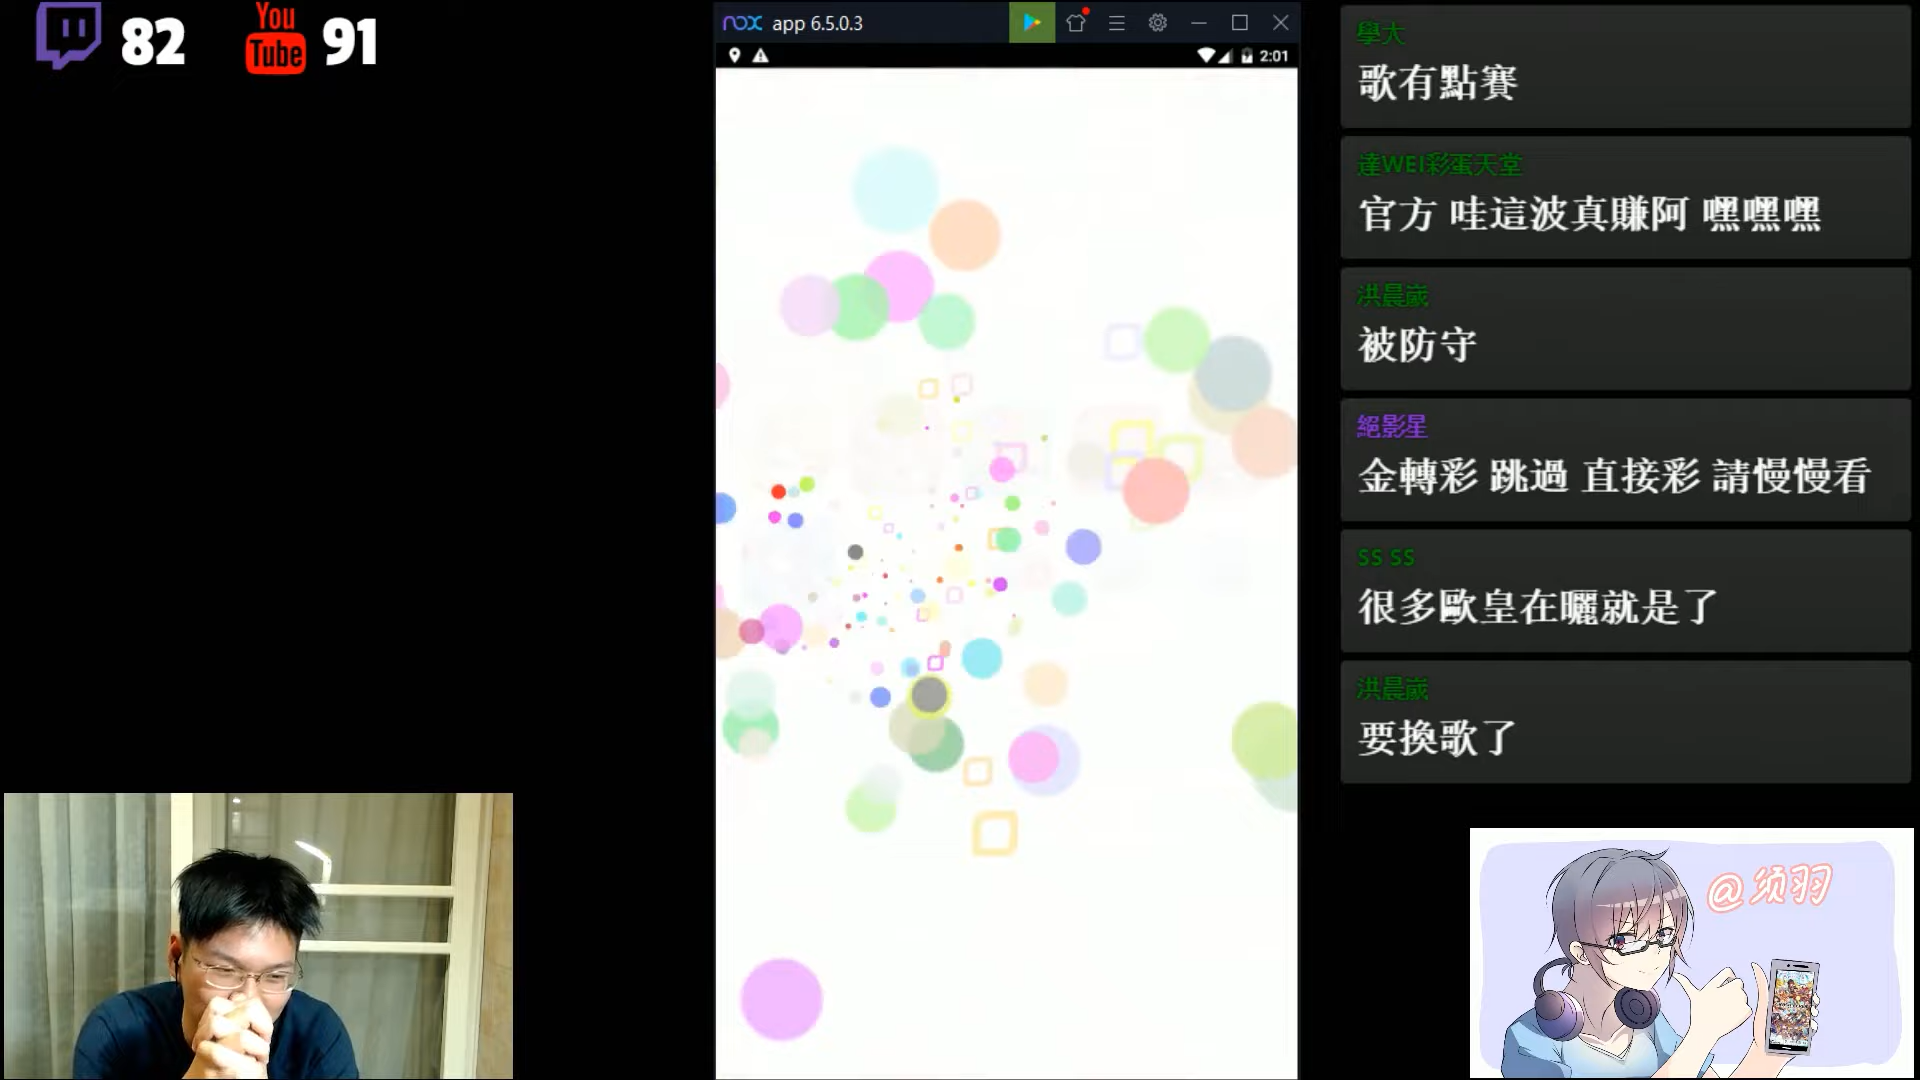 82
You
Tube
91
nox app 6.5.0.3
2:01
學大
歌有點賽
達WEI彩蛋天堂
官方 哇這波真賺阿 嘿嘿嘿
洪晨崴
被防守
絕影星
金轉彩 跳過 直接彩 請慢慢看
SS SS
很多歐皇在曬就是了
洪晨崴
要換歌了
@须羽